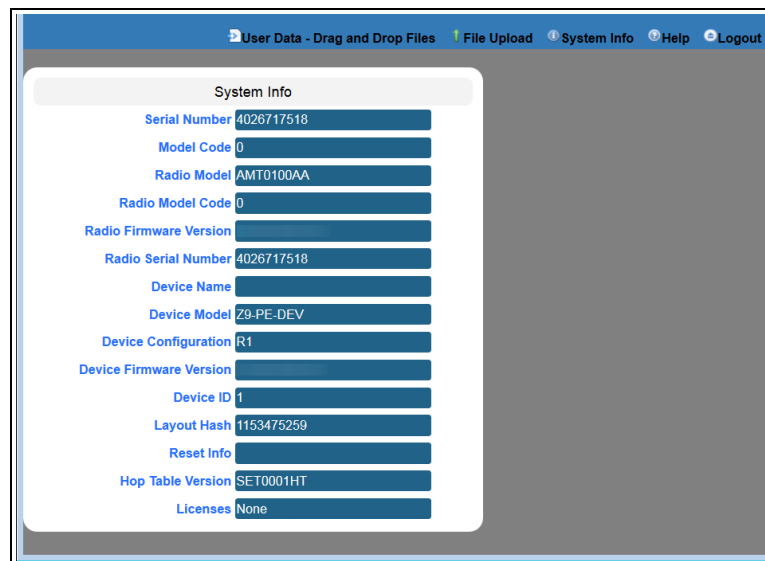 User Data - Drag and Drop Files File Upload System Info Help Logout
System Info
Serial Number 4026717518
Model Code 0
Radio Model AMT0100AA
Radio Model Code 0
Radio Firmware Version
Radio Serial Number 4026717518
Device Name
Device Model Z9-PE-DEV
Device Configuration R1
Device Firmware Version
Device ID 1
Layout Hash 1153475259
Reset Info
Hop Table Version SET0001HT
Licenses None